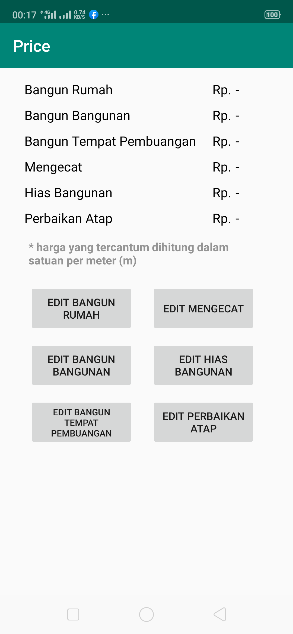 00:17 4G 0.74 KB/S ... 100
Price
Bangun Rumah Rp. -
Bangun Bangunan Rp. -
Bangun Tempat Pembuangan Rp. -
Mengecat Rp. -
Hias Bangunan Rp. -
Perbaikan Atap Rp. -
* harga yang tercantum dihitung dalam
satuan per meter (m)
EDIT BANGUN
RUMAH
EDIT MENGECAT
EDIT BANGUN
BANGUNAN
EDIT HIAS
BANGUNAN
EDIT BANGUN
TEMPAT
PEMBUANGAN
EDIT PERBAIKAN
ATAP